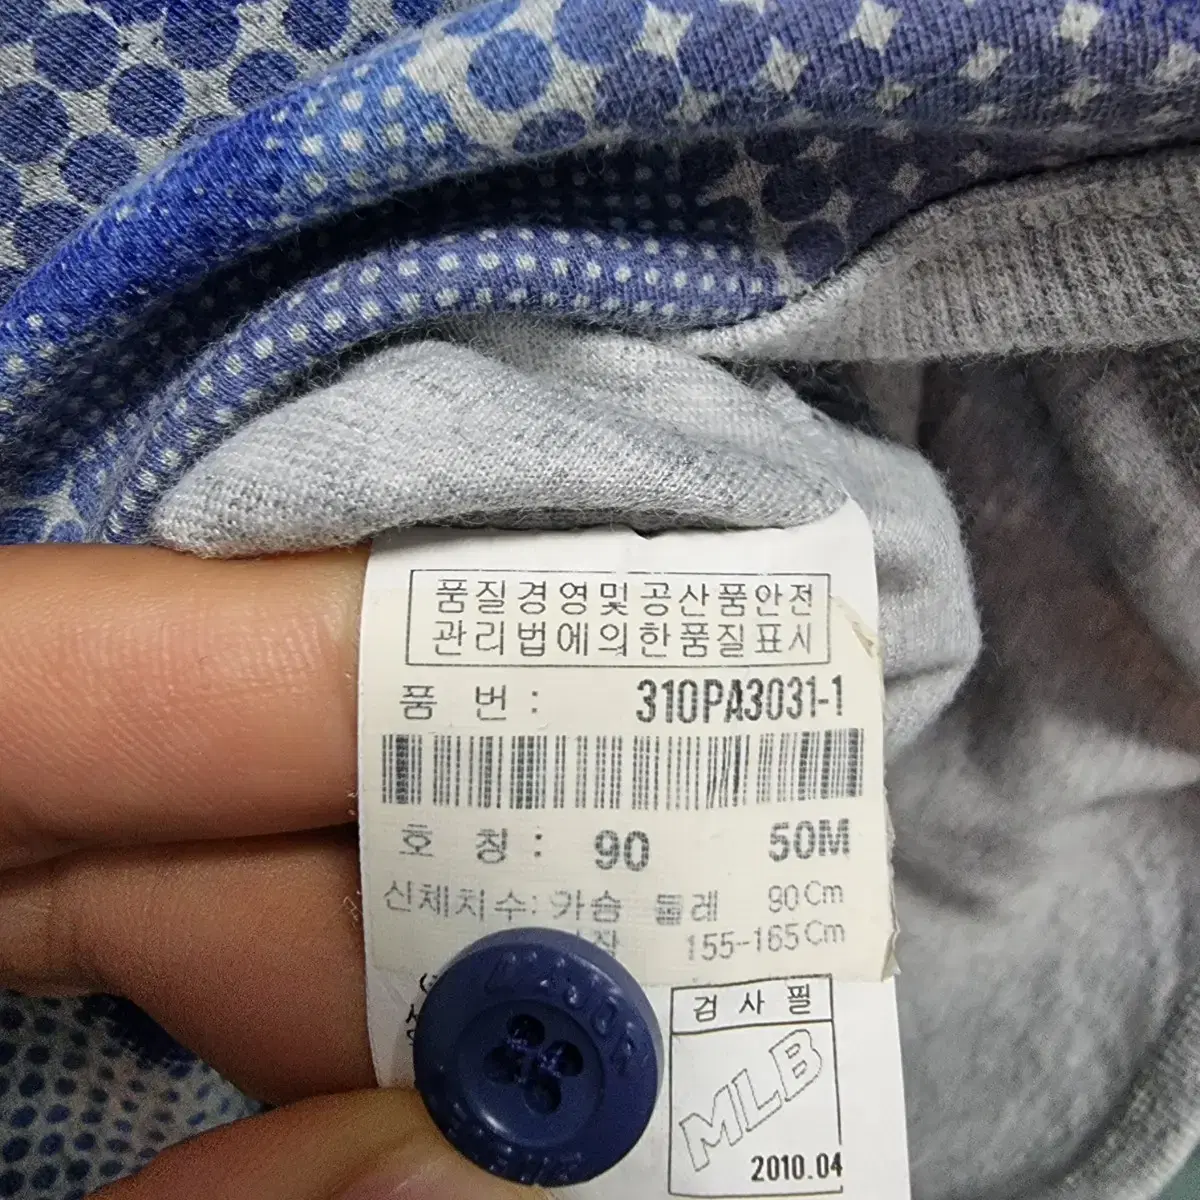 품질경영및공산품안전
관리법에의한품질표시
품 번 : 310PA3031-1
호 칭 : 90 50M
신체치수: 가슴 둘레 90Cm
155-165Cm
검사필
MLB
2010.04